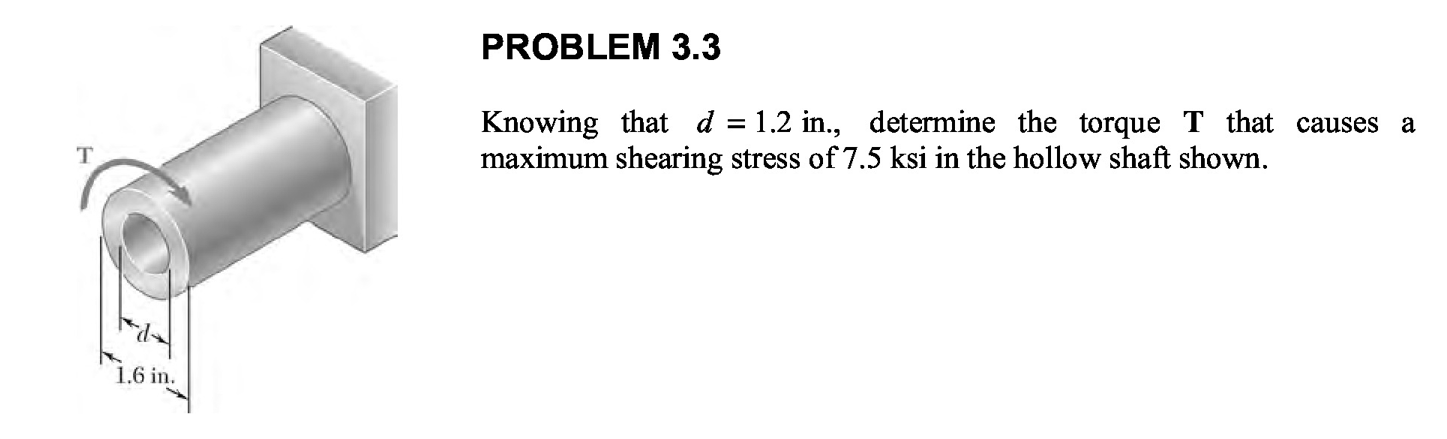 PROBLEM 3.3
Knowing that d = 1.2 in., determine the torque T that causes a
maximum shearing stress of 7.5 ksi in the hollow shaft shown.
T
d
1.6 in.